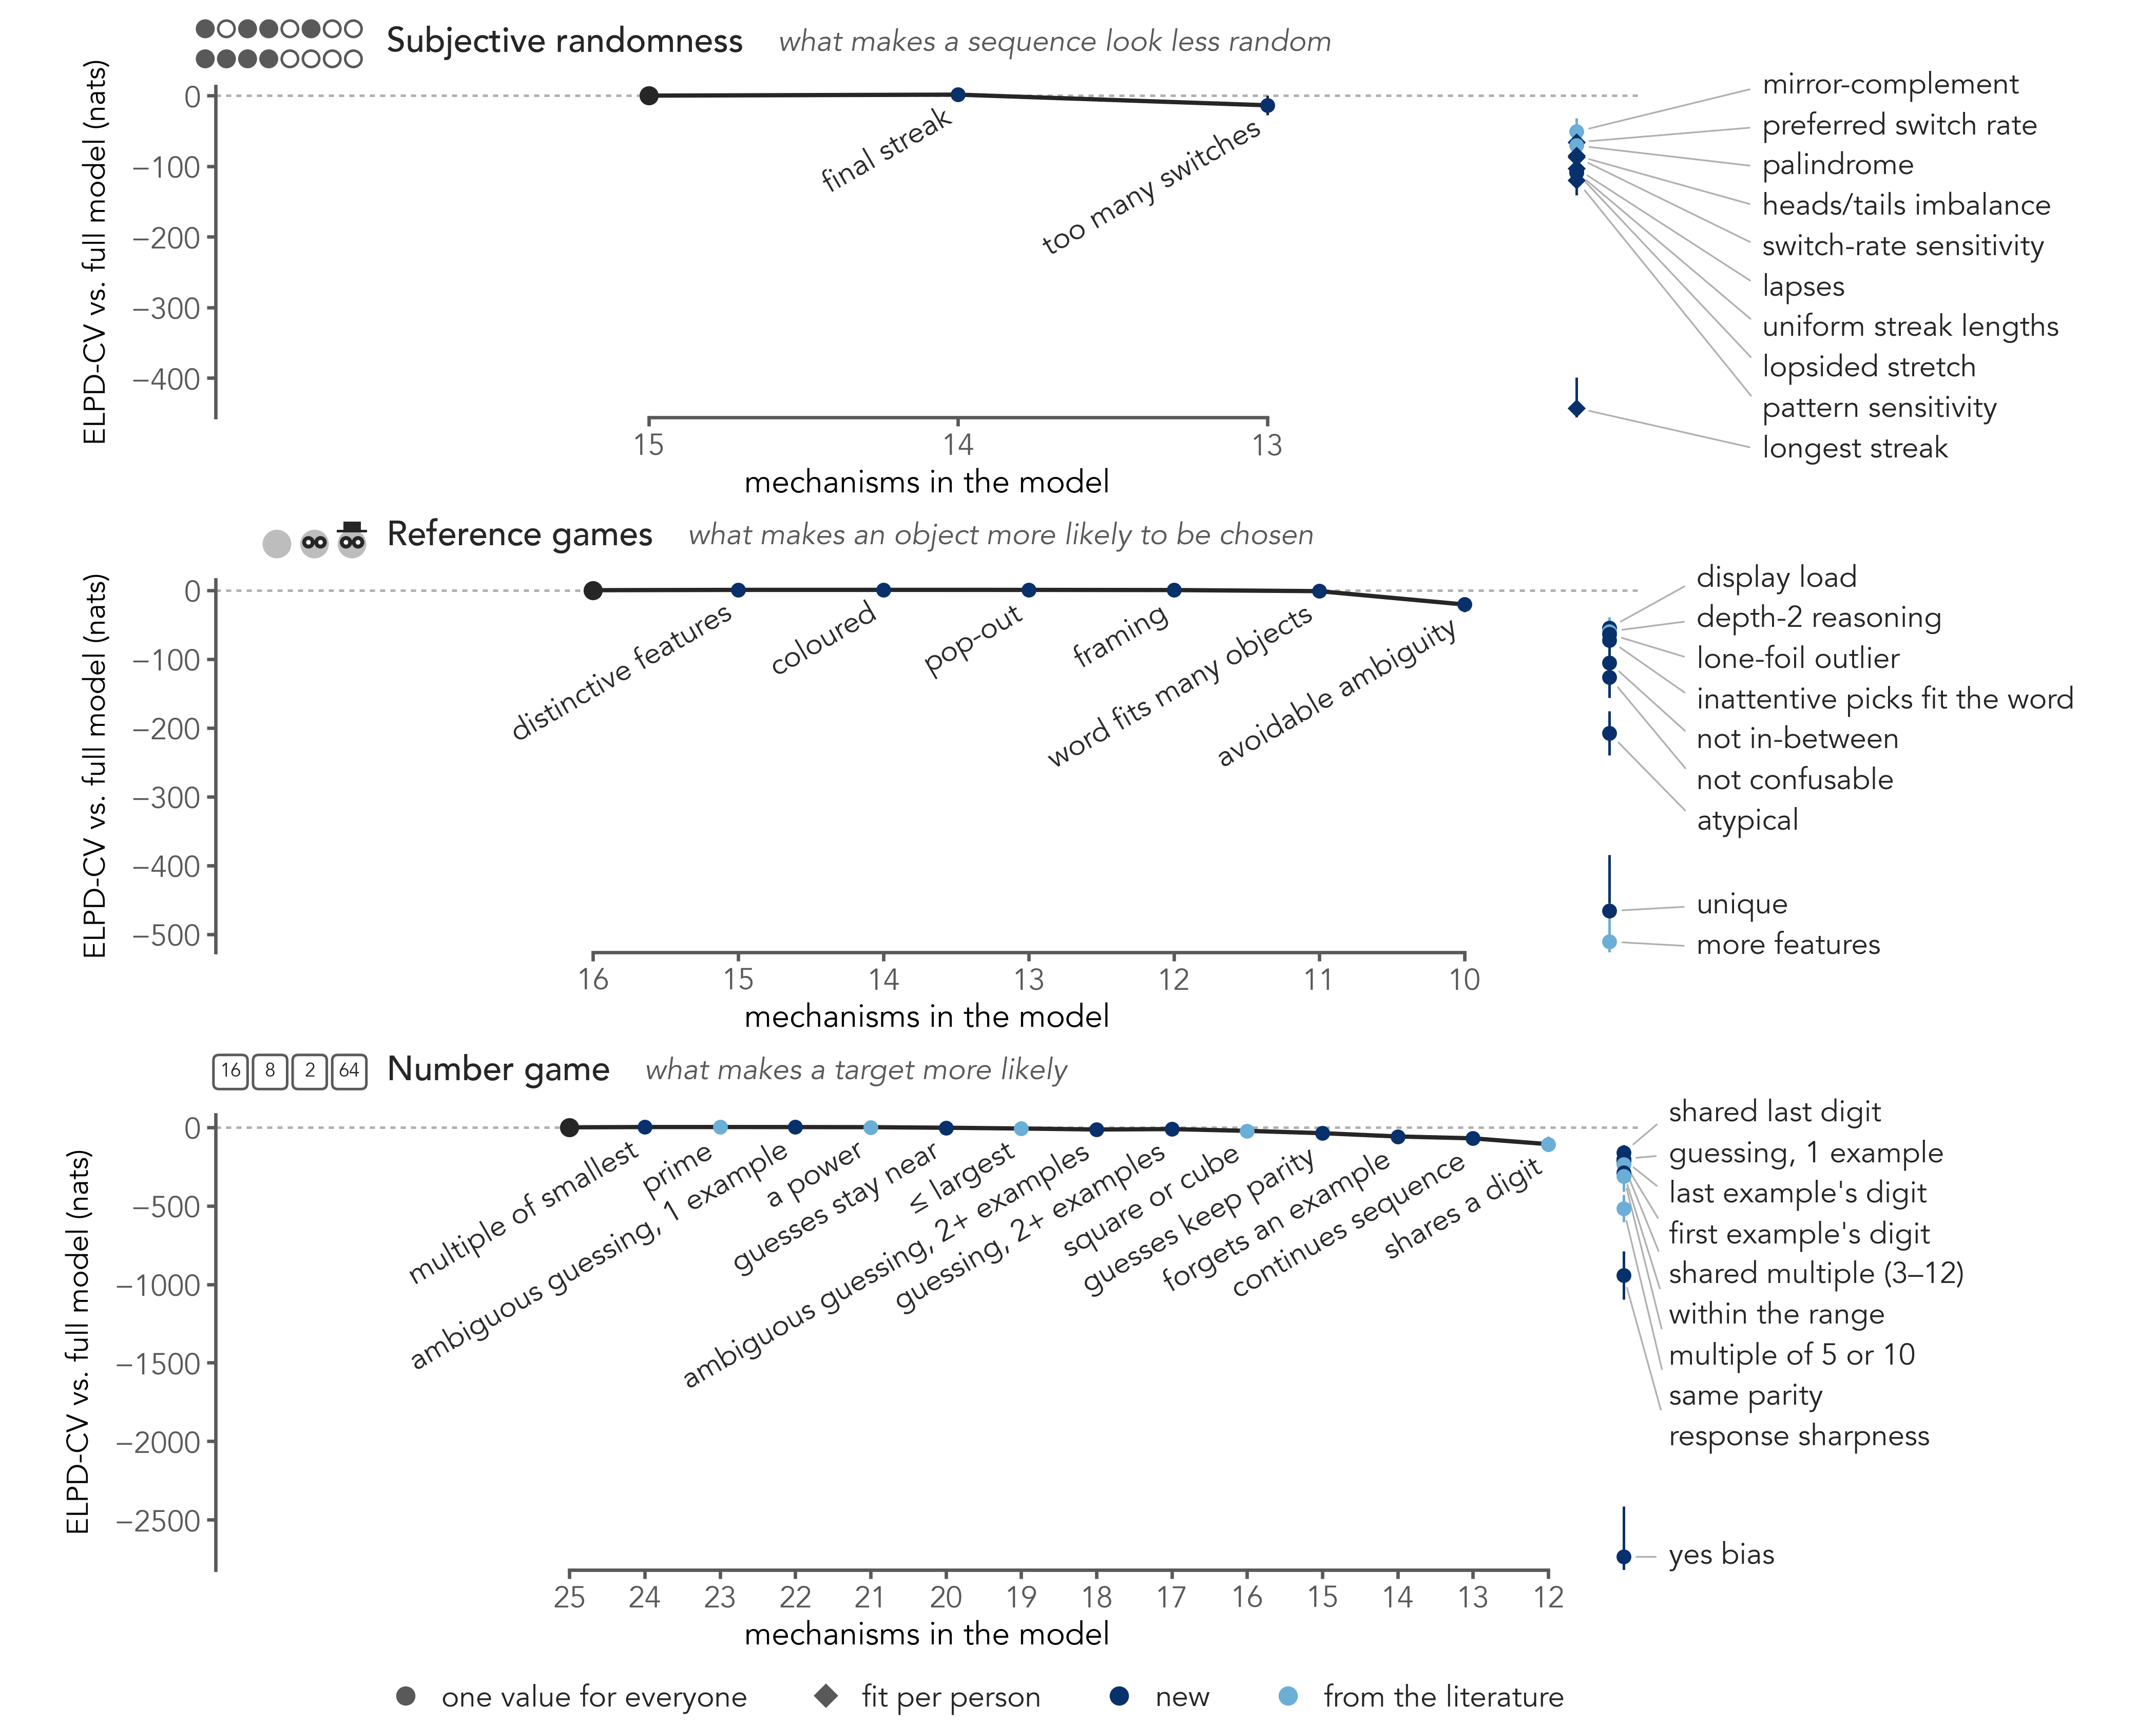 Subjective randomness what makes a sequence look less random
ELPD-CV vs. full model (nats)
0
−100
−200
−300
−400
final streak
too many switches
mirror-complement
preferred switch rate
palindrome
heads/tails imbalance
switch-rate sensitivity
lapses
uniform streak lengths
lopsided stretch
pattern sensitivity
longest streak
15 14 13
mechanisms in the model
Reference games what makes an object more likely to be chosen
ELPD-CV vs. full model (nats)
0
−100
−200
−300
−400
−500
distinctive features
coloured
pop-out
framing
word fits many objects
avoidable ambiguity
display load
depth-2 reasoning
lone-foil outlier
inattentive picks fit the word
not in-between
not confusable
atypical
unique
more features
16 15 14 13 12 11 10
mechanisms in the model
16 8 2 64 Number game what makes a target more likely
ELPD-CV vs. full model (nats)
0
−500
−1000
−1500
−2000
−2500
multiple of smallest
prime
ambiguous guessing, 1 example
a power
guesses stay near
≤ largest
ambiguous guessing, 2+ examples
guessing, 2+ examples
square or cube
guesses keep parity
forgets an example
continues sequence
shares a digit
shared last digit
guessing, 1 example
last example's digit
first example's digit
shared multiple (3–12)
within the range
multiple of 5 or 10
same parity
response sharpness
yes bias
25 24 23 22 21 20 19 18 17 16 15 14 13 12
mechanisms in the model
one value for everyone fit per person new from the literature